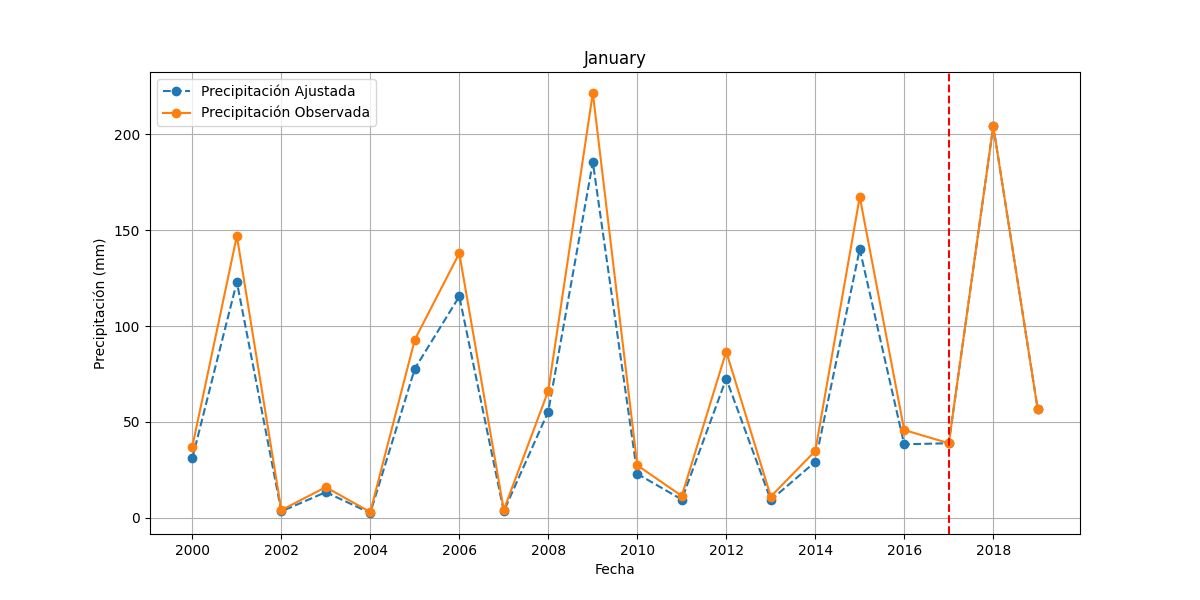 January
Precipitación Ajustada
Precipitación Observada
Precipitación (mm)
200
150
100
50
0
2000 2002 2004 2006 2008 2010 2012 2014 2016 2018
Fecha